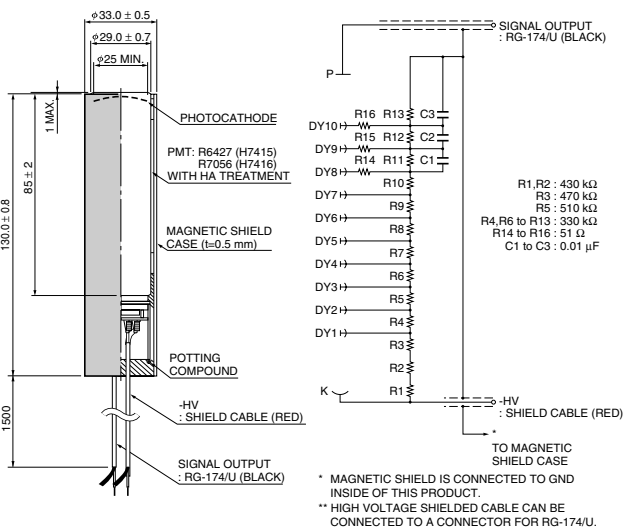 φ33.0 ± 0.5
φ29.0 ± 0.7
φ25 MIN.
1 MAX.
85 ± 2
130.0 ± 0.8
1500
PHOTOCATHODE
PMT: R6427 (H7415)
R7056 (H7416)
WITH HA TREATMENT
MAGNETIC SHIELD
CASE (t=0.5 mm)
POTTING
COMPOUND
-HV
: SHIELD CABLE (RED)
SIGNAL OUTPUT
: RG-174/U (BLACK)
SIGNAL OUTPUT
: RG-174/U (BLACK)
P
R16 R13 C3
DY10
R15 R12 C2
DY9
R14 R11 C1
DY8
R10
DY7
R9
DY6
R8
DY5
R7
DY4
R6
DY3
R5
DY2
R4
DY1
R3
R2
K
R1
R1,R2 : 430 kΩ
R3 : 470 kΩ
R5 : 510 kΩ
R4,R6 to R13 : 330 kΩ
R14 to R16 : 51 Ω
C1 to C3 : 0.01 μF
-HV
: SHIELD CABLE (RED)
*
TO MAGNETIC
SHIELD CASE
* MAGNETIC SHIELD IS CONNECTED TO GND
INSIDE OF THIS PRODUCT.
** HIGH VOLTAGE SHIELDED CABLE CAN BE
CONNECTED TO A CONNECTOR FOR RG-174/U.